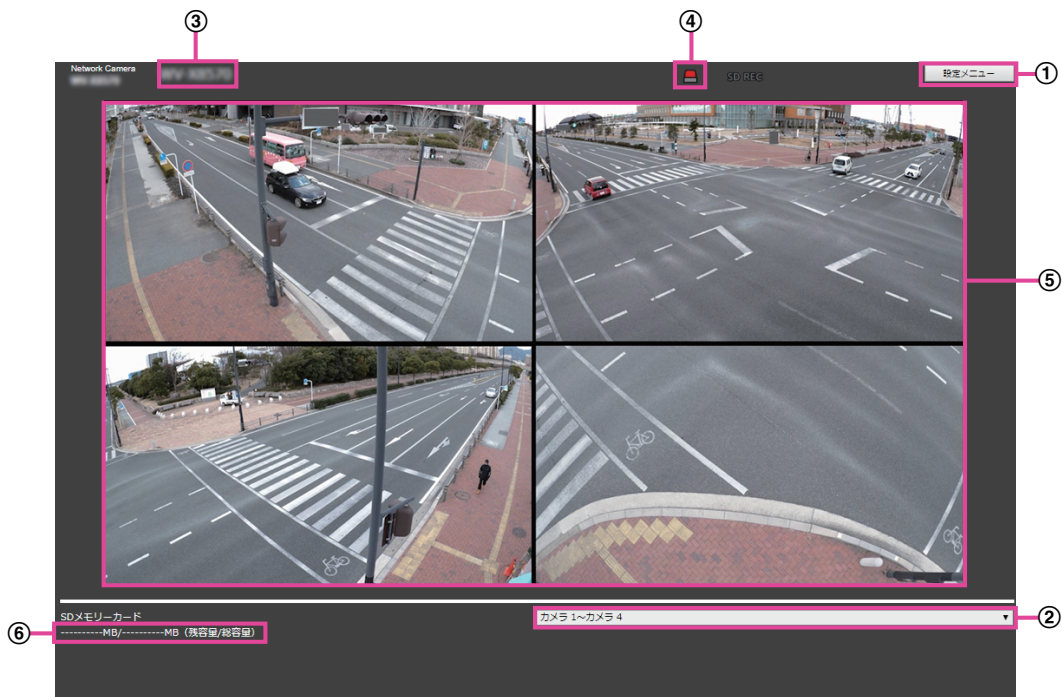 ③
④
Network Camera
SD REC
設定メニュー
①
⑤
SDメモリーカード
カメラ 1～カメラ 4
②
⑥
----------MB/----------MB（残容量/総容量）